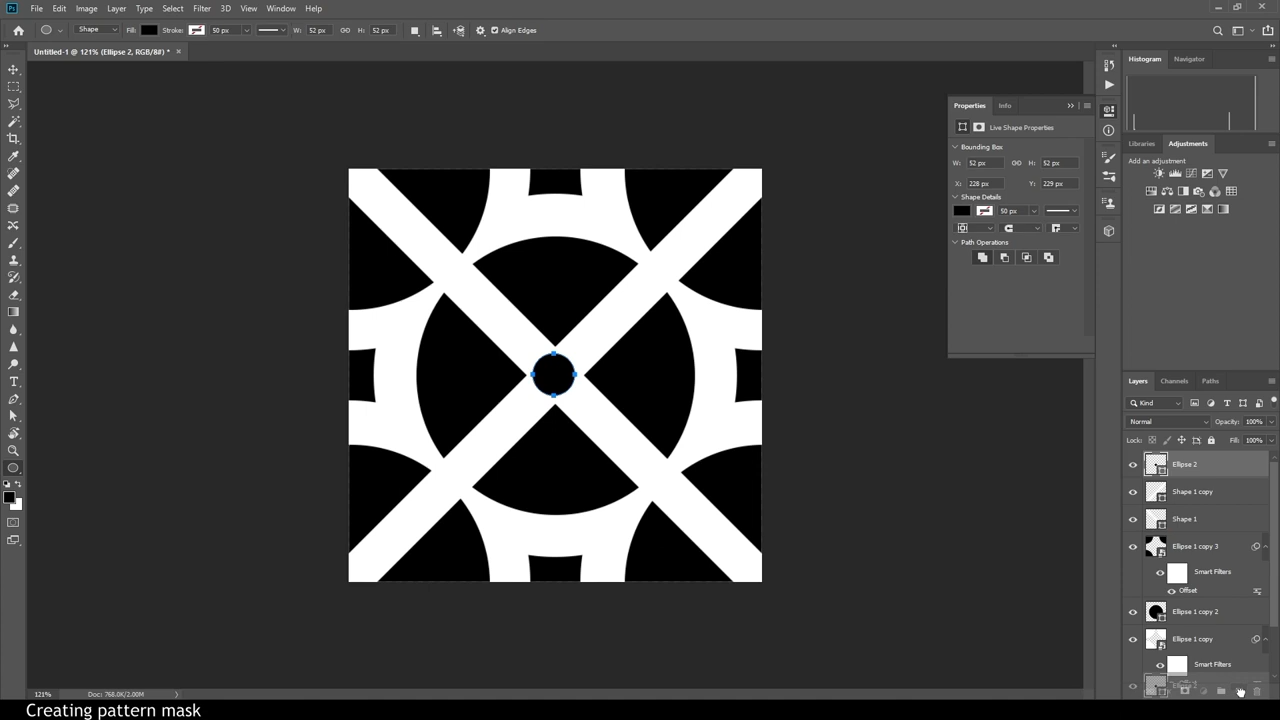 Ps File Edit Image Layer Type Select Filter 3D View Window Help
Shape Fill: Stroke: 50 px W: 52 px H: 52 px Align Edges
Untitled-1 @ 121% (Ellipse 2, RGB/8#) * ×
Histogram Navigator
Properties Info
Live Shape Properties
Bounding Box
W: 52 px H: 52 px
X: 228 px Y: 229 px
Shape Details
50 px
Path Operations
Libraries Adjustments
Add an adjustment
Layers Channels Paths
Kind
Normal Opacity: 100%
Lock: Fill: 100%
Ellipse 2
Shape 1 copy
Shape 1
Ellipse 1 copy 3
Smart Filters
Offset
Ellipse 1 copy 2
Ellipse 1 copy
Smart Filters
121% Doc: 768.0K/2.00M
Creating pattern mask